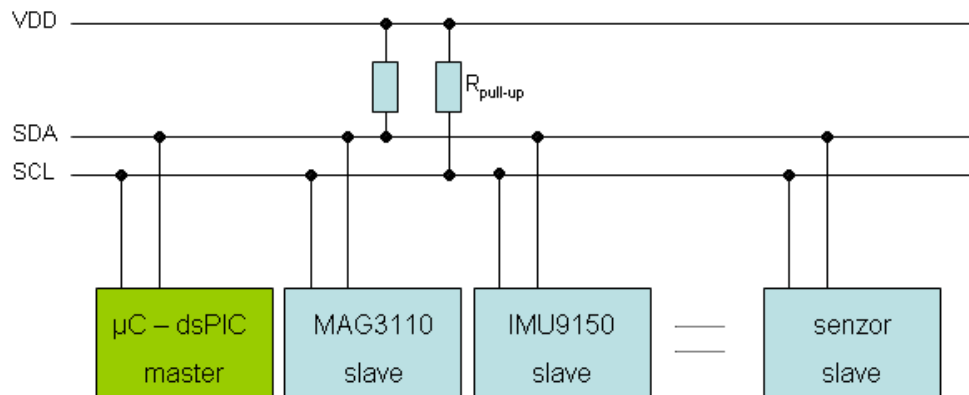 VDD
Rpull-up
SDA
SCL
µC – dsPIC
master
MAG3110
slave
IMU9150
slave
senzor
slave